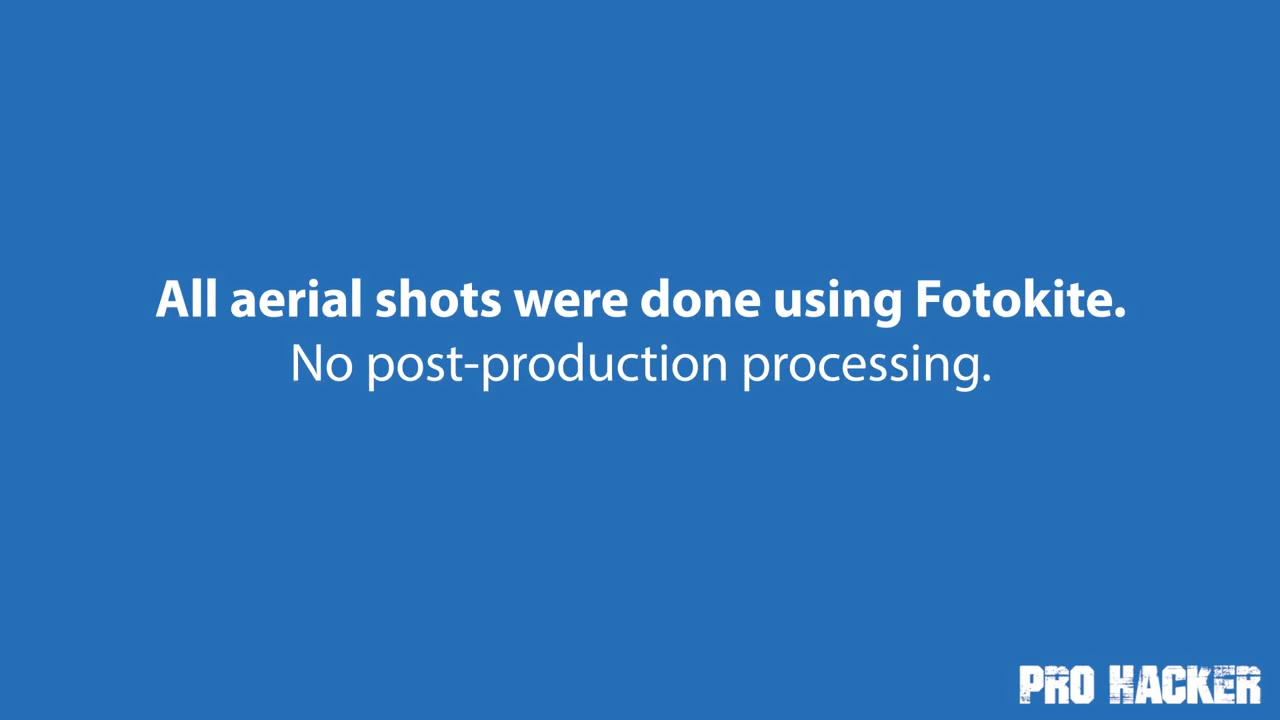 All aerial shots were done using Fotokite.
No post-production processing.
PRO HACKER